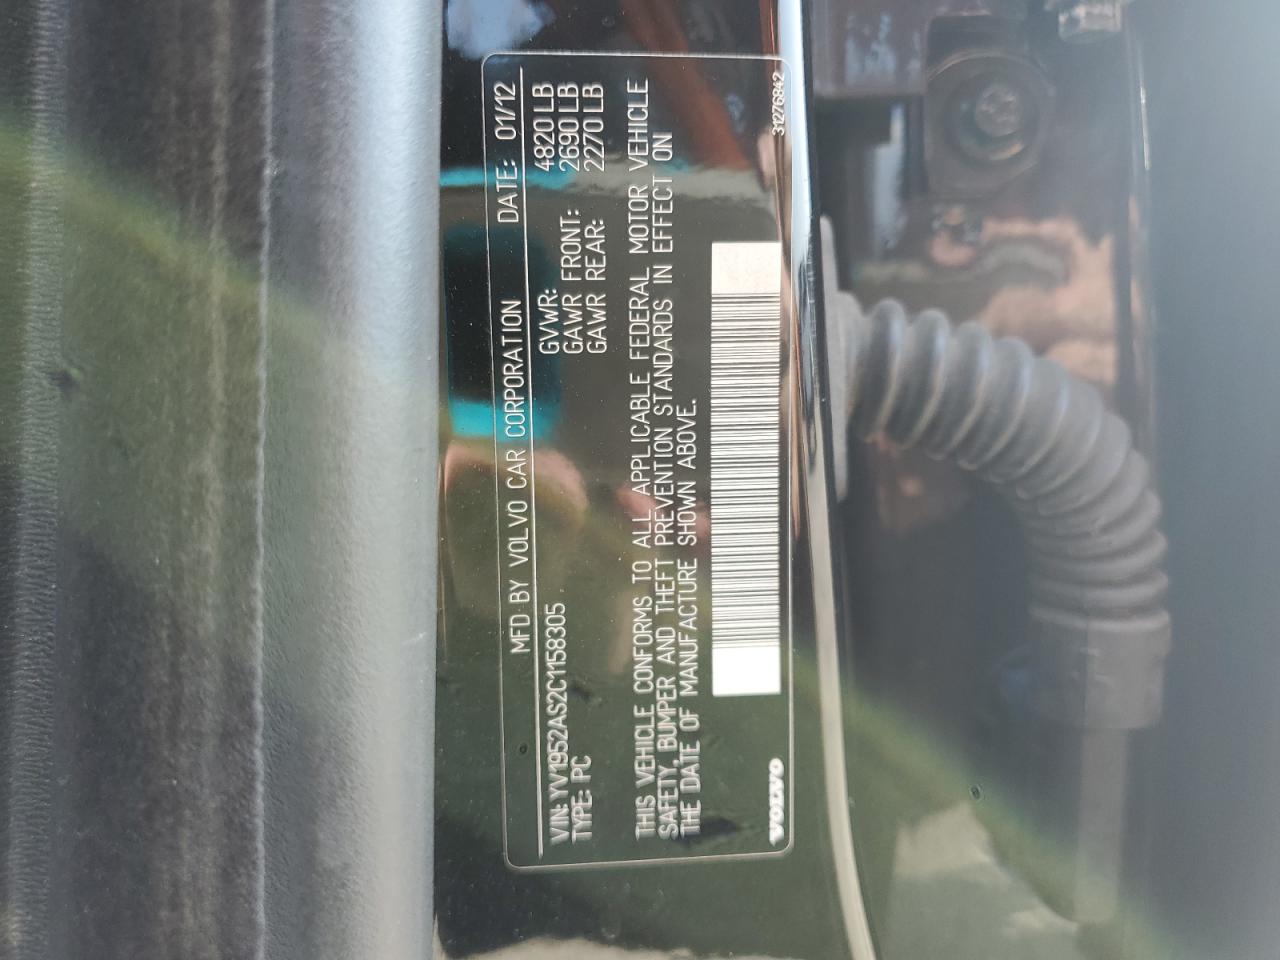 MFD BY VOLVO CAR CORPORATION DATE: 01/12
VIN: YV1952AS2C1158305 GVWR: 4820 LB
TYPE: PC GAWR FRONT: 2690 LB
GAWR REAR: 2270 LB
THIS VEHICLE CONFORMS TO ALL APPLICABLE FEDERAL MOTOR VEHICLE
SAFETY, BUMPER AND THEFT PREVENTION STANDARDS IN EFFECT ON
THE DATE OF MANUFACTURE SHOWN ABOVE.
VOLVO 31276842